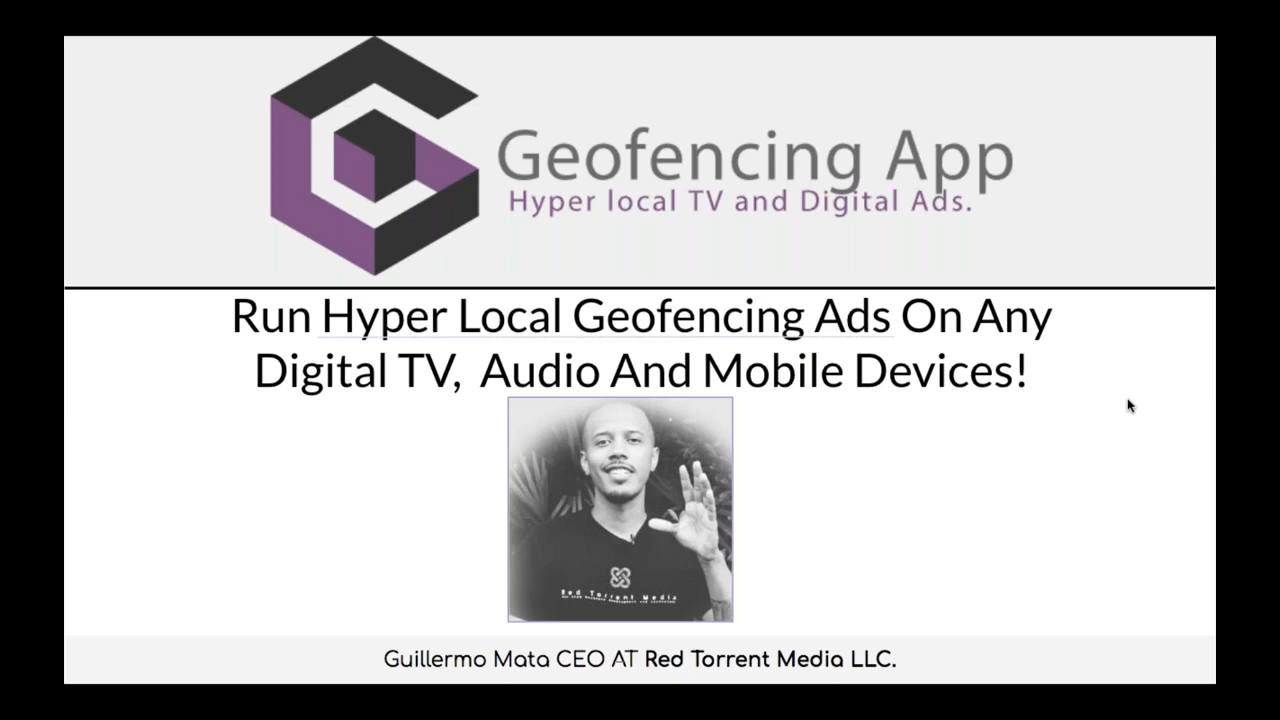 Geofencing App
Hyper local TV and Digital Ads.
Run Hyper Local Geofencing Ads On Any
Digital TV, Audio And Mobile Devices!
Red Torrent Media
Guillermo Mata CEO AT Red Torrent Media LLC.